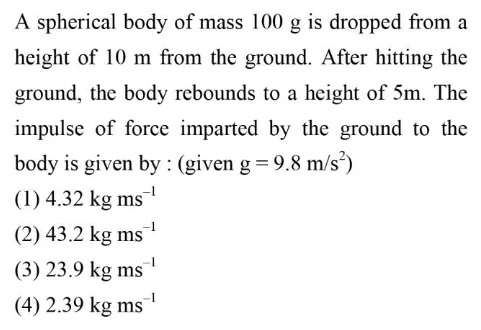 A spherical body of mass 100 g is dropped from a
height of 10 m from the ground. After hitting the
ground, the body rebounds to a height of 5m. The
impulse of force imparted by the ground to the
body is given by : (given g = 9.8 m/s²)
(1) 4.32 kg ms⁻¹
(2) 43.2 kg ms⁻¹
(3) 23.9 kg ms⁻¹
(4) 2.39 kg ms⁻¹